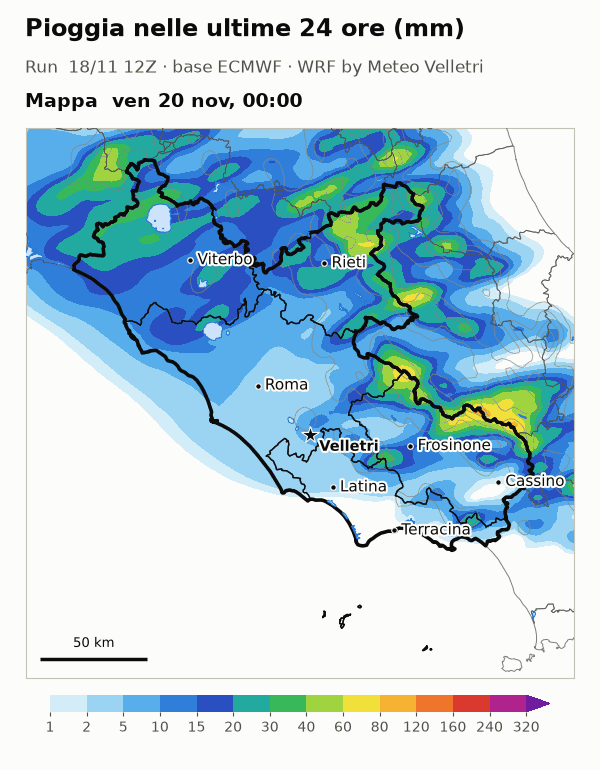 Pioggia nelle ultime 24 ore (mm)
Run  18/11 12Z · base ECMWF · WRF by Meteo Velletri
Mappa  ven 20 nov, 00:00
Viterbo
Rieti
Roma
Velletri
Frosinone
Latina
Cassino
Terracina
50 km
1 2 5 10 15 20 30 40 60 80 120 160 240 320